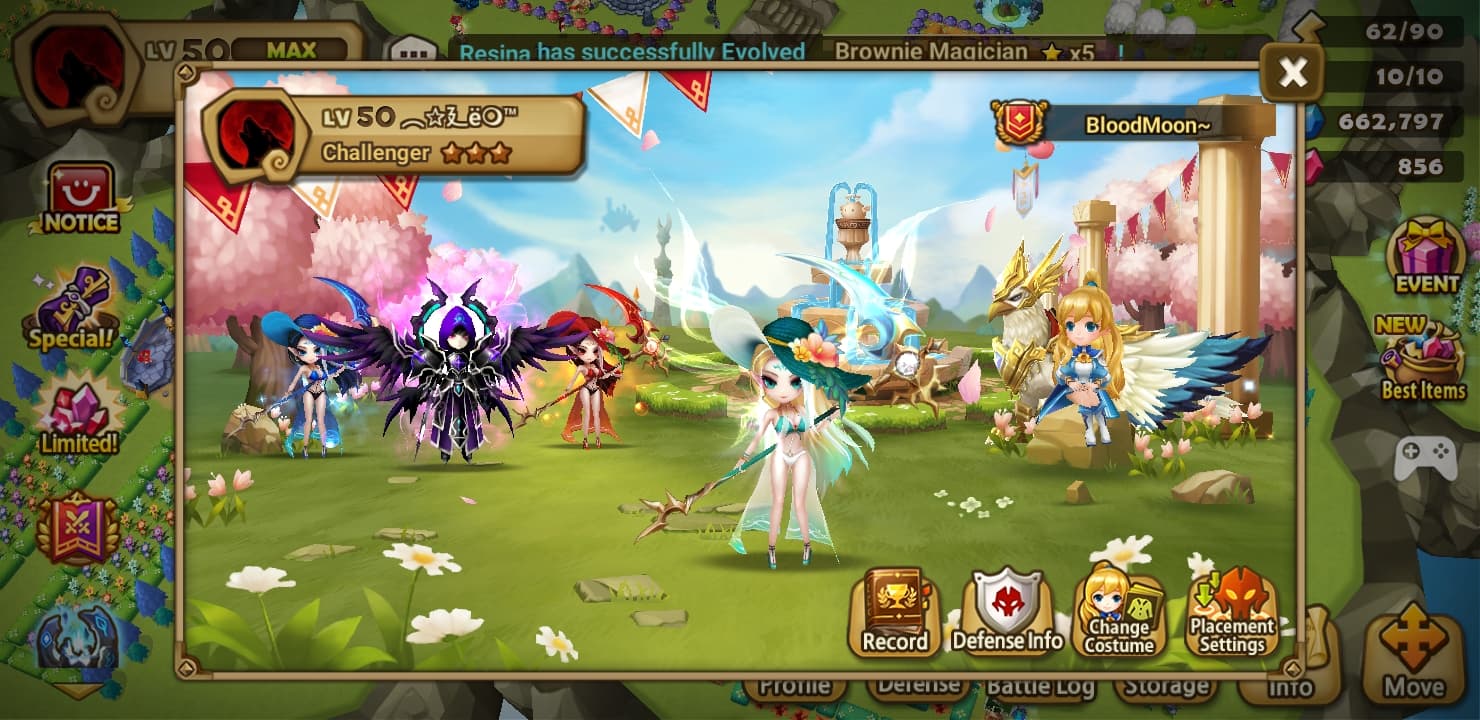 LV 50 MAX
Resina has successfully Evolved Brownie Magician ★ x5 !
62/90
10/10
662,797
856
LV 50
Challenger
BloodMoon~
NOTICE
Special!
Limited!
EVENT
NEW
Best Items
Record
Defense Info
Change
Costume
Placement
Settings
Profile
Defense
Battle Log
Storage
Info
Move